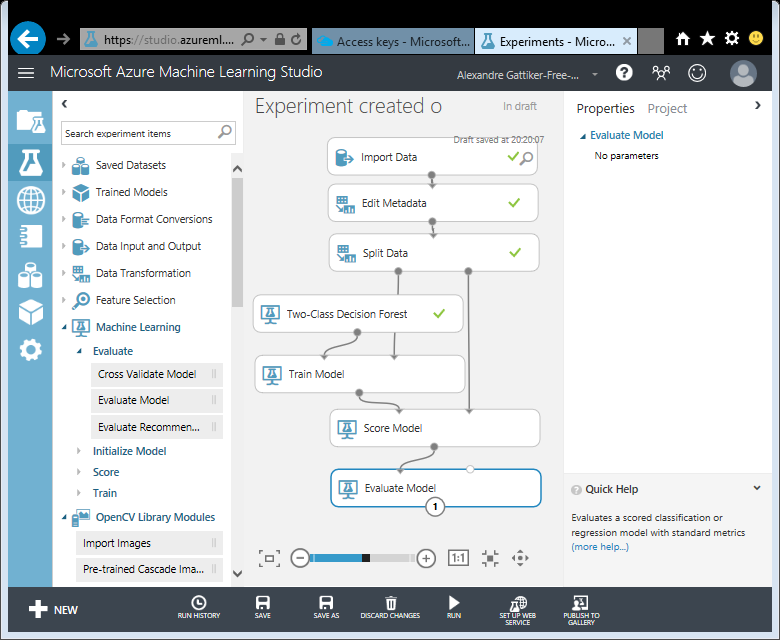 https://studio.azureml....
Access keys - Microsoft...
Experiments - Micro...
Microsoft Azure Machine Learning Studio
Alexandre Gattiker-Free-...
Search experiment items
Saved Datasets
Trained Models
Data Format Conversions
Data Input and Output
Data Transformation
Feature Selection
Machine Learning
Evaluate
Cross Validate Model
Evaluate Model
Evaluate Recommen...
Initialize Model
Score
Train
OpenCV Library Modules
Import Images
Pre-trained Cascade Ima...
Experiment created o
In draft
Draft saved at 20:20:07
Import Data
Edit Metadata
Split Data
Two-Class Decision Forest
Train Model
Score Model
Evaluate Model
1
1:1
Properties Project
Evaluate Model
No parameters
Quick Help
Evaluates a scored classification or
regression model with standard metrics
(more help...)
NEW
RUN HISTORY
SAVE
SAVE AS
DISCARD CHANGES
RUN
SET UP WEB
SERVICE
PUBLISH TO
GALLERY